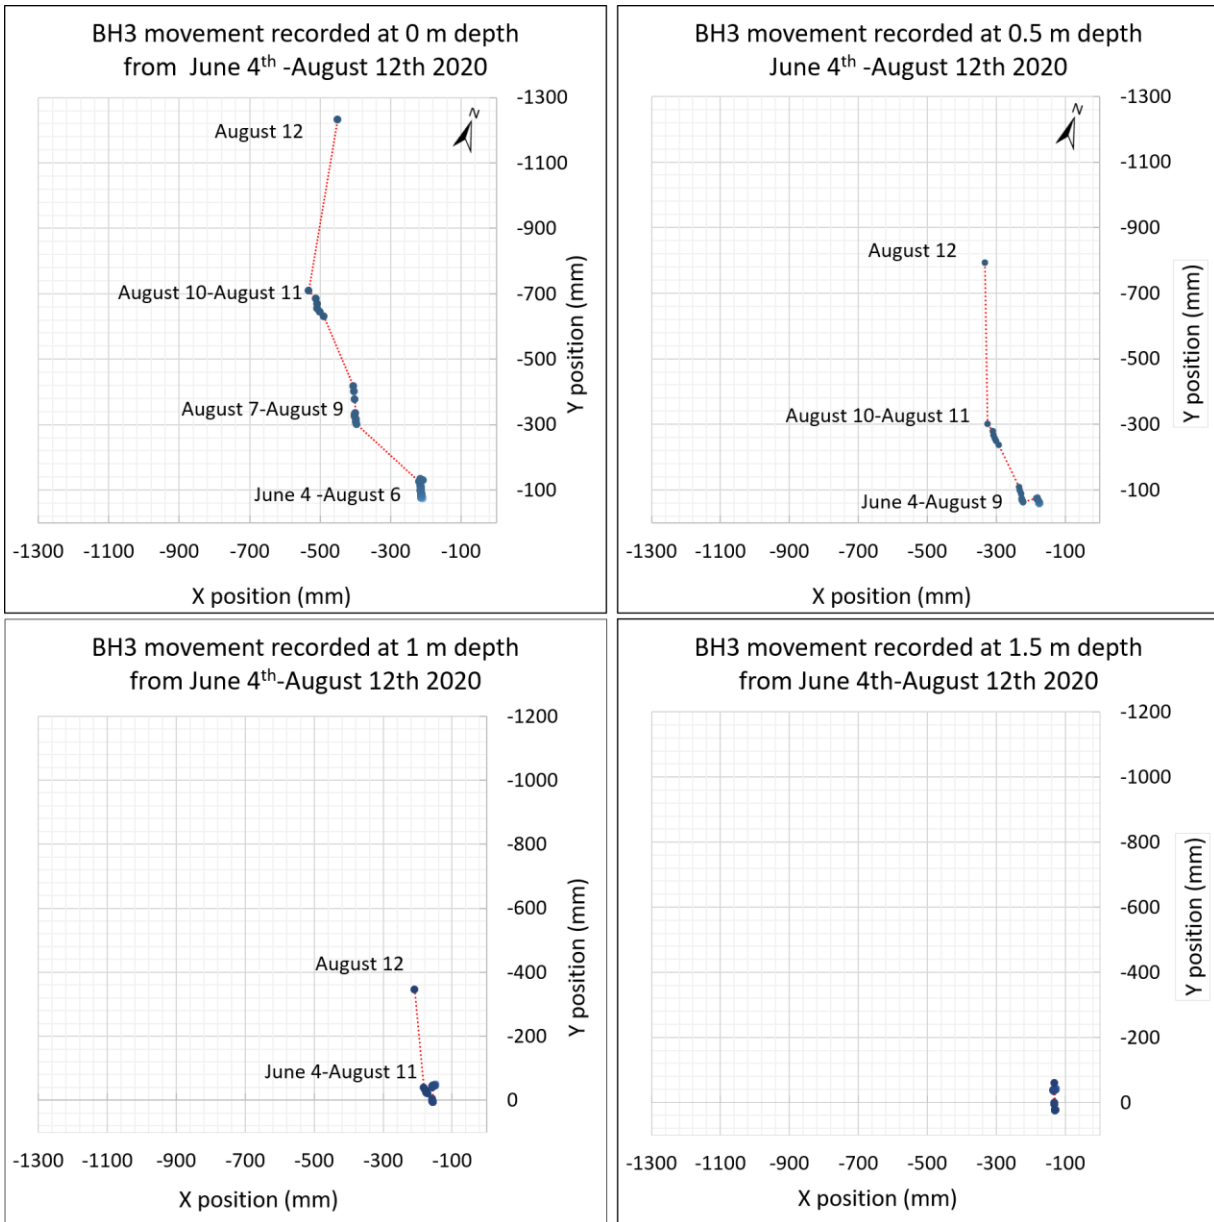 BH3 movement recorded at 0 m depth
from June 4th -August 12th 2020
-1300
-1100
-900
-700
-500
-300
-100
N
August 12
August 10-August 11
August 7-August 9
June 4 -August 6
Y position (mm)
-1300 -1100 -900 -700 -500 -300 -100
X position (mm)
BH3 movement recorded at 0.5 m depth
June 4th -August 12th 2020
-1300
-1100
-900
-700
-500
-300
-100
N
August 12
August 10-August 11
June 4-August 9
Y position (mm)
-1300 -1100 -900 -700 -500 -300 -100
X position (mm)
BH3 movement recorded at 1 m depth
from June 4th-August 12th 2020
-1200
-1000
-800
-600
-400
-200
0
August 12
June 4-August 11
Y position (mm)
-1300 -1100 -900 -700 -500 -300 -100
X position (mm)
BH3 movement recorded at 1.5 m depth
from June 4th-August 12th 2020
-1200
-1000
-800
-600
-400
-200
0
Y position (mm)
-1300 -1100 -900 -700 -500 -300 -100
X position (mm)